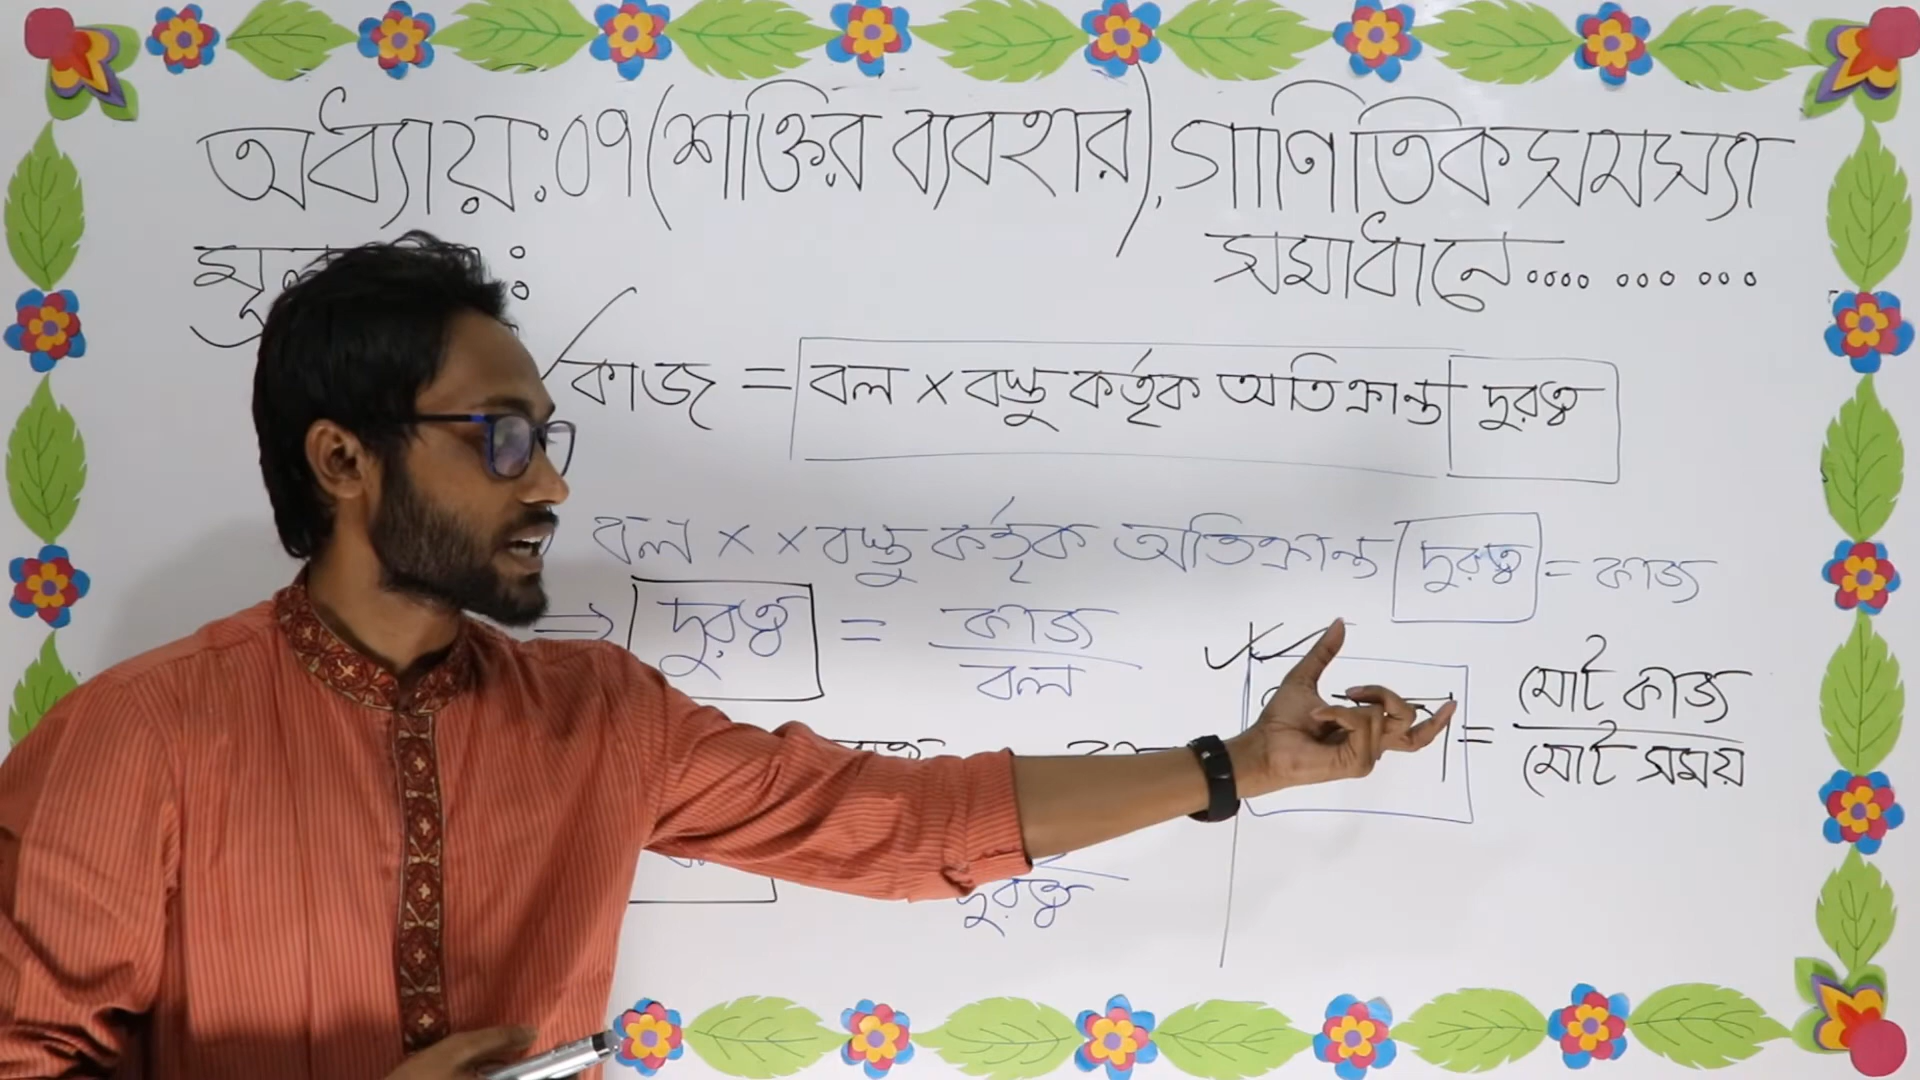 অধ্যায়:০৭ (শক্তির ব্যবহার), গাণিতিক সমস্যা
সমাধানে.... ... ...
কাজ = বল × বস্তু কর্তৃক অতিক্রান্ত দুরত্ব
বল × × বস্তু কর্তৃক অতিক্রান্ত দুরত্ব = কাজ
⇒ দুরত্ব = কাজ / বল
= মোট কাজ / মোট সময়
দুরত্ব